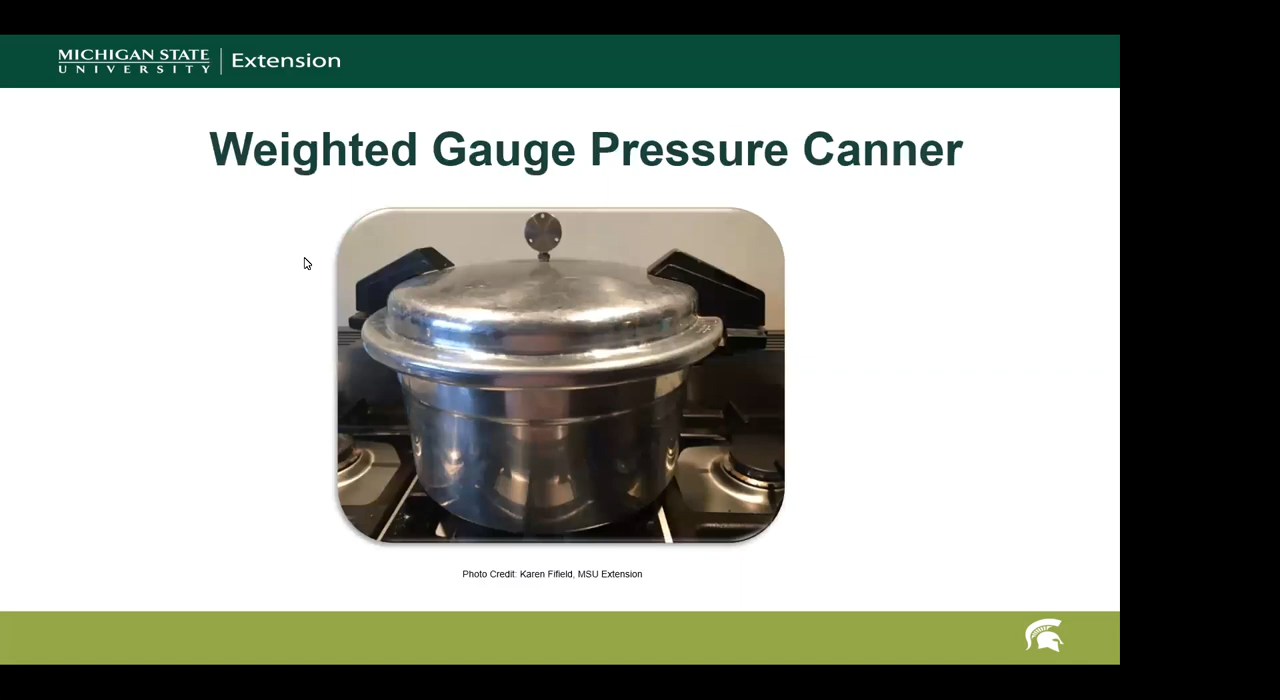 MICHIGAN STATE
UNIVERSITY
Extension
Weighted Gauge Pressure Canner
Photo Credit: Karen Fifield, MSU Extension